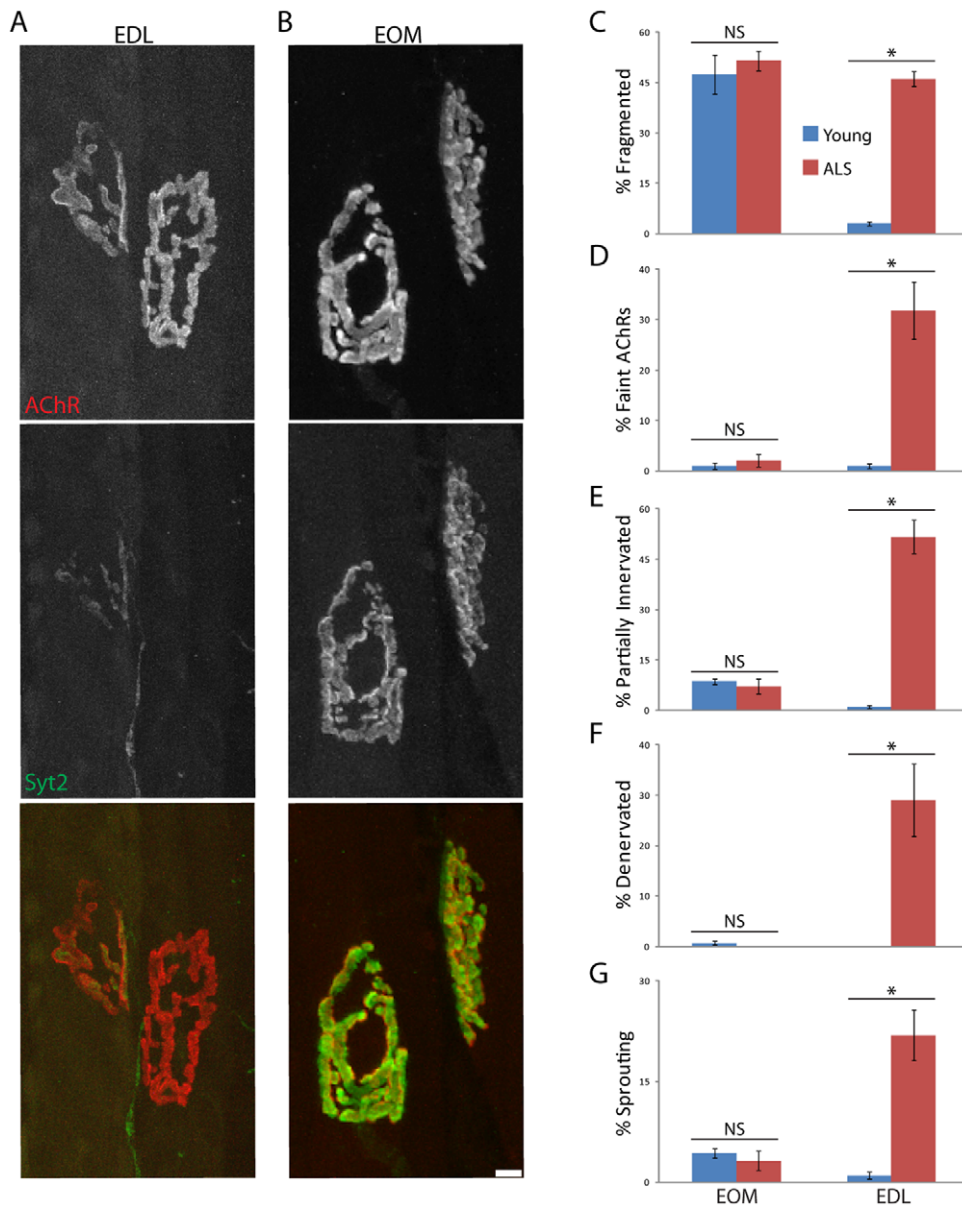 A
EDL
AChR
Syt2
B
EOM
C
60
45
30
15
0
% Fragmented
NS
*
Young
ALS
D
40
30
20
10
0
% Faint AChRs
NS
*
E
60
45
30
15
0
% Partially Innervated
NS
*
F
40
30
20
10
0
% Denervated
NS
*
G
30
15
0
% Sprouting
NS
*
EOM
EDL